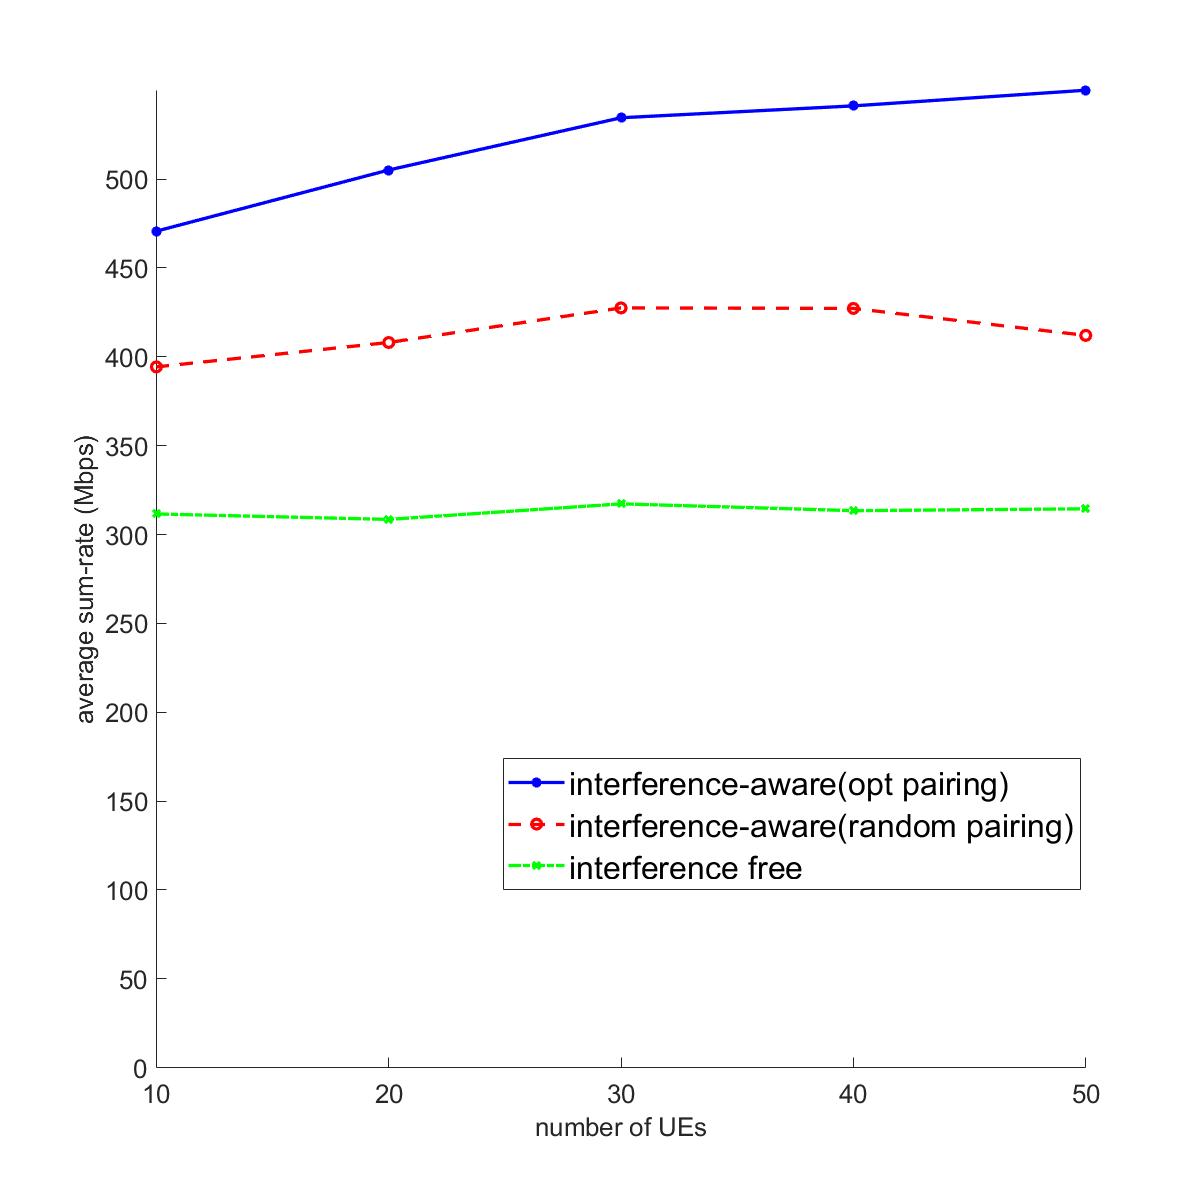 500
450
400
350
300
250
200
150
100
50
0
average sum-rate (Mbps)
interference-aware(opt pairing)
interference-aware(random pairing)
interference free
10 20 30 40 50
number of UEs